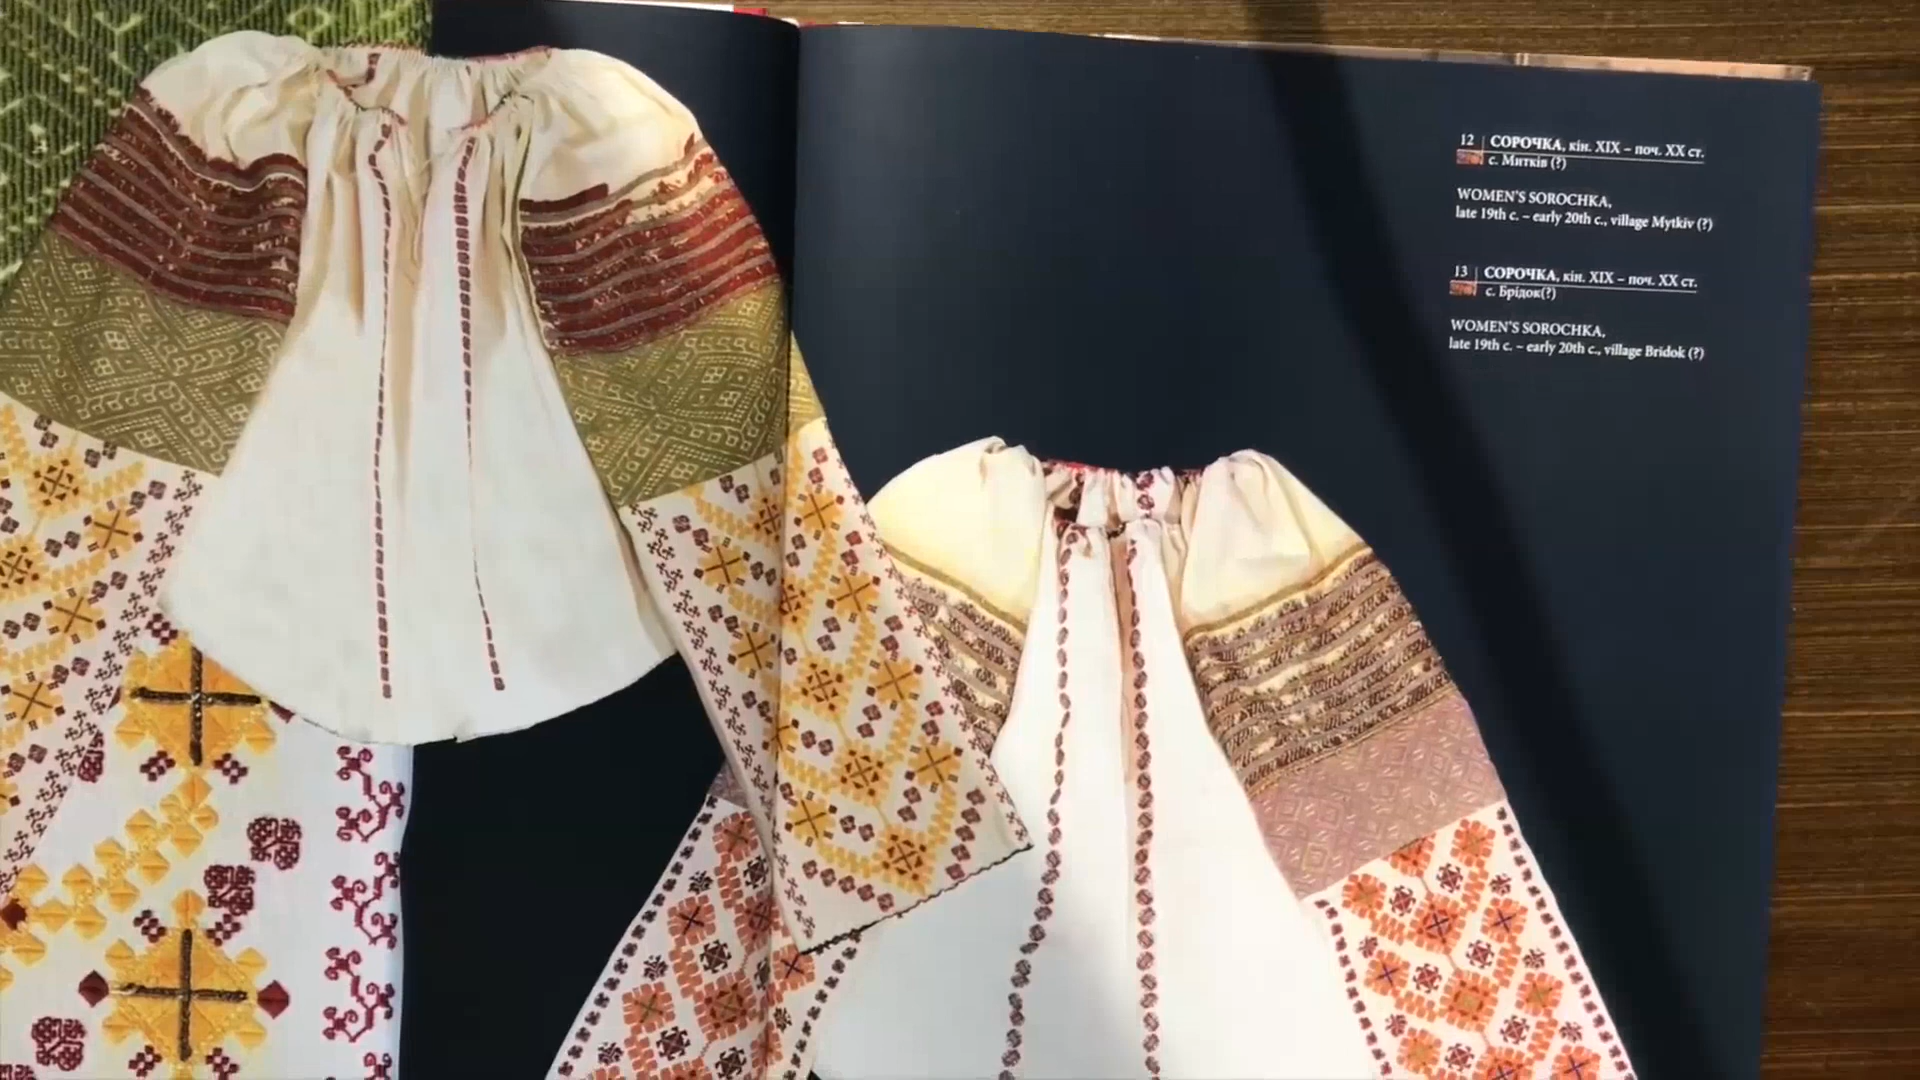 12 | СОРОЧКА, кін. XIX – поч. XX ст.
с. Митків (?)
WOMEN'S SOROCHKA,
late 19th c. – early 20th c., village Mytkiv (?)
13 | СОРОЧКА, кін. XIX – поч. XX ст.
с. Брідок(?)
WOMEN'S SOROCHKA,
late 19th c. – early 20th c., village Bridok (?)